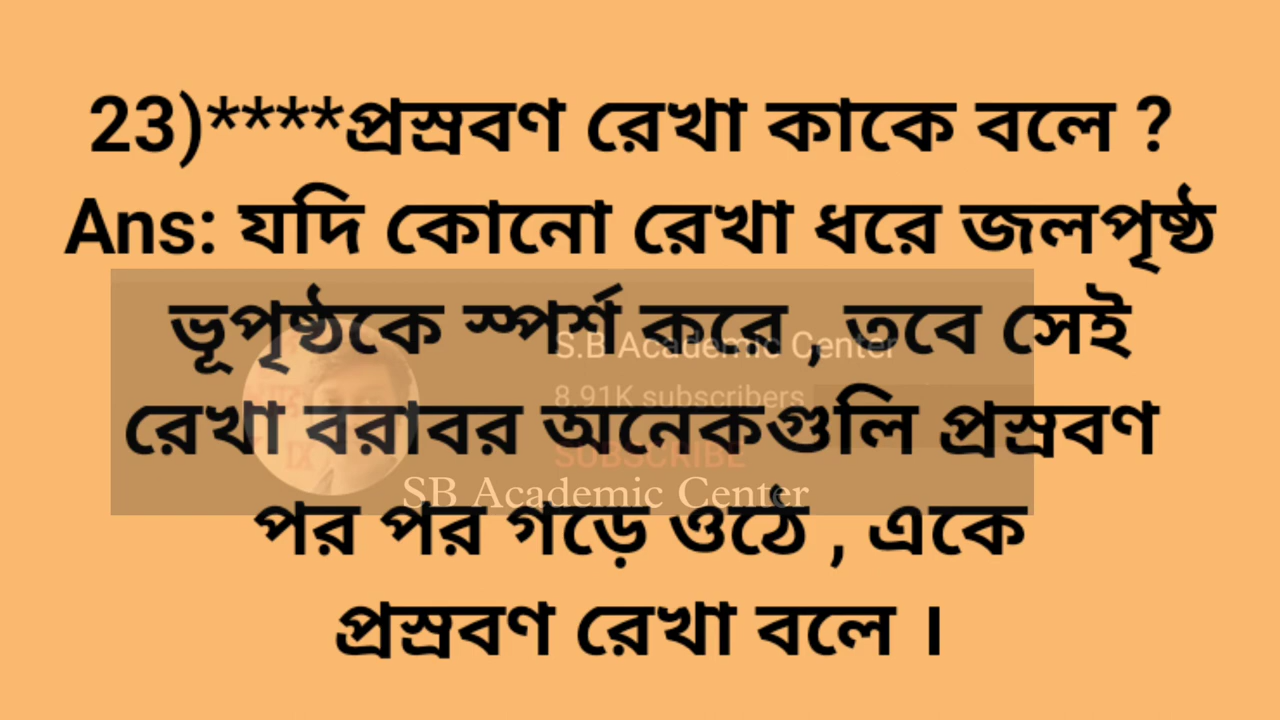 23)****প্রস্রবণ রেখা কাকে বলে ?
Ans: যদি কোনো রেখা ধরে জলপৃষ্ঠ
ভূপৃষ্ঠকে স্পর্শ করে , তবে সেই
S.B Academic Center
8.91K subscribers
রেখা বরাবর অনেকগুলি প্রস্রবণ
SUBSCRIBE
SB Academic Center
পর পর গড়ে ওঠে , একে
প্রস্রবণ রেখা বলে ।